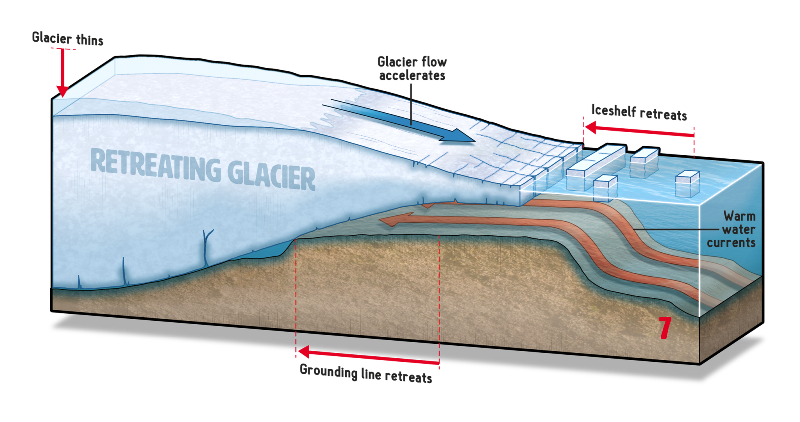 Glacier thins
Glacier flow
accelerates
Iceshelf retreats
RETREATING GLACIER
Warm
water
currents
7
Grounding line retreats